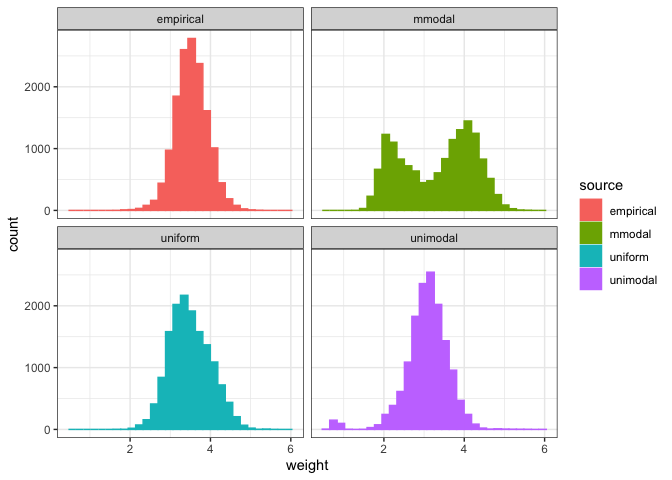 empirical
mmodal
2000
1000
0
uniform
unimodal
2000
1000
0
2
4
6
2
4
6
weight
count
source
empirical
mmodal
uniform
unimodal